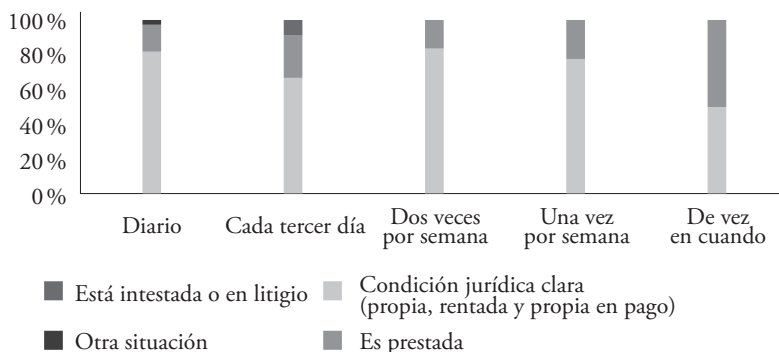 100 %
80 %
60 %
40 %
20 %
0 %
Diario
Cada tercer día
Dos veces
por semana
Una vez
por semana
De vez
en cuando
Está intestada o en litigio
Condición jurídica clara
(propia, rentada y propia en pago)
Otra situación
Es prestada